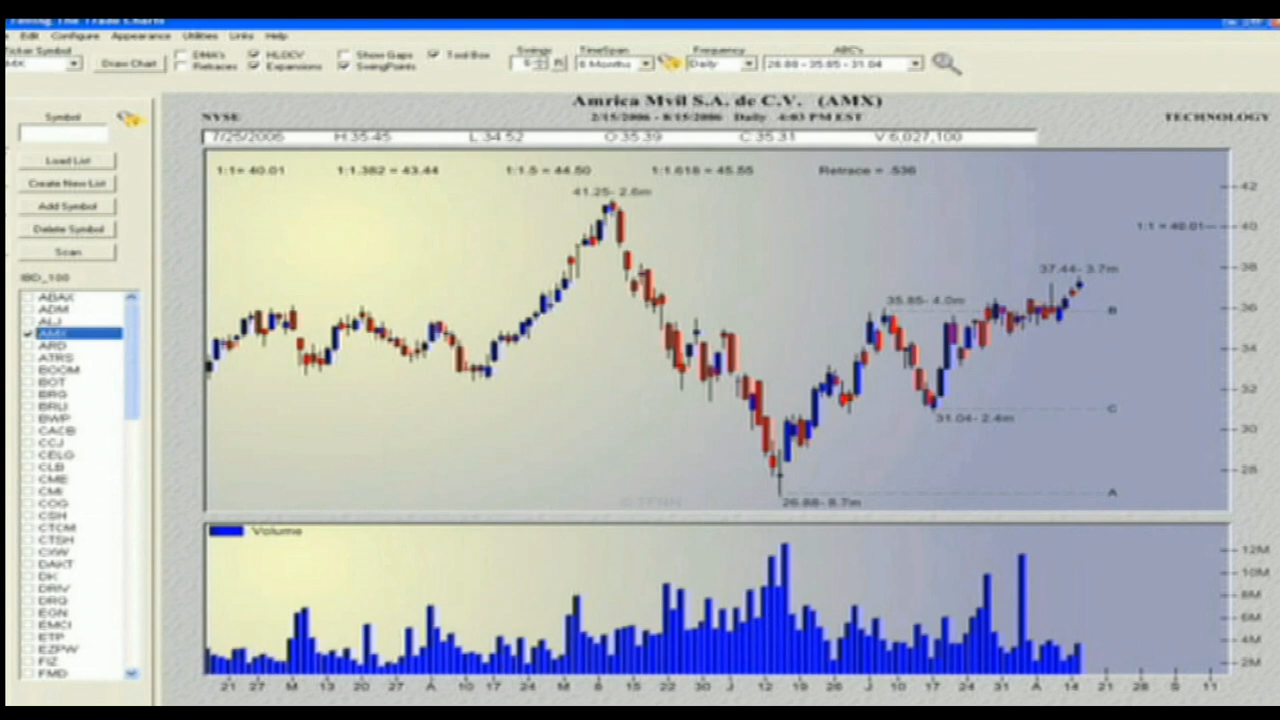 Edit Configure Appearance Utilities Links Help
Ticker Symbol
Draw Chart
DMA's
Retraces
HLOCV
Expansions
Show Gaps
SwingPoints
Tool Box
Swings
TimeSpan
6 Months
Frequency
Daily
ABC's
26.88 - 35.85 - 31.04
Amrica Mvil S.A. de C.V. (AMX)
NYSE
2/15/2006 - 8/15/2006 Daily 4:03 PM EST
TECHNOLOGY
7/25/2006 H:35.45 L:34.52 O:35.39 C:35.31 V:6,027,100
1:1= 40.01 1:1.382 = 43.44 1:1.5 = 44.50 1:1.618 = 45.55 Retrace = .536
41.25- 2.6m
1:1 = 40.01
37.44- 3.7m
35.85- 4.0m
B
C
31.04- 2.4m
A
26.88- 8.7m
42
40
38
36
34
32
30
28
Volume
12M
10M
8M
6M
4M
2M
21 27 M 13 20 27 A 10 17 24 M 8 15 22 30 J 12 19 26 J 10 17 24 31 A 14 21 28 S 11
Symbol
Load List
Create New List
Add Symbol
Delete Symbol
Scan
IBD_100
ABAX
ADM
ALJ
AMX
ARD
ATRS
BOOM
BOT
BRG
BRLI
BWP
CACB
CCJ
CELG
CLB
CME
CMI
COG
CSH
CTCM
CTSH
CXW
DAKT
DK
DRIV
DRQ
EGN
EMCI
ETP
EZPW
FIZ
FMD